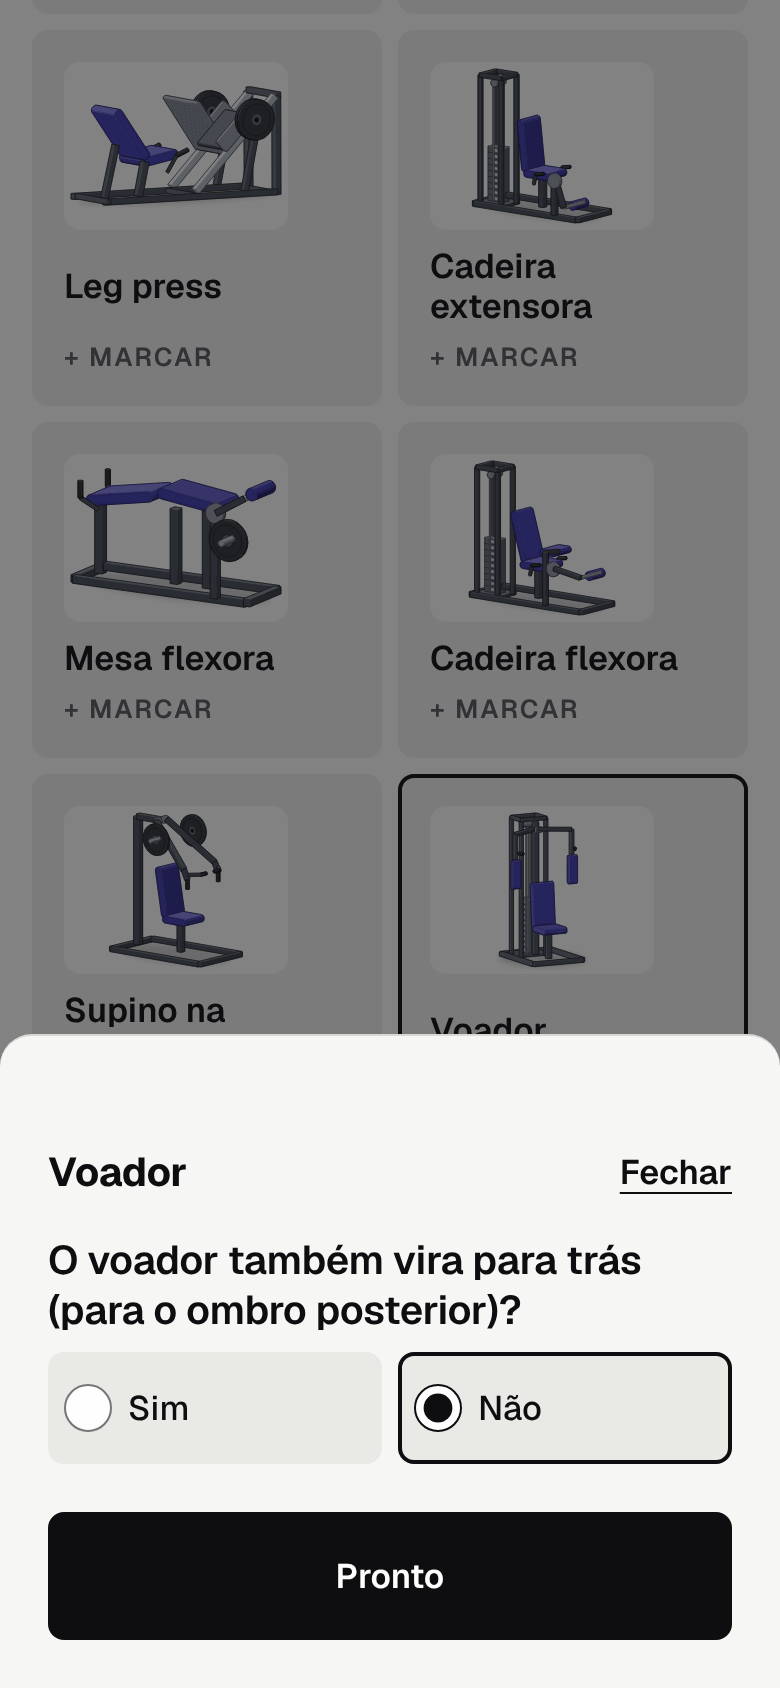 Leg press
+ MARCAR
Cadeira
extensora
+ MARCAR
Mesa flexora
+ MARCAR
Cadeira flexora
+ MARCAR
Supino na
Voador
Voador
Fechar
O voador também vira para trás
(para o ombro posterior)?
Sim
Não
Pronto